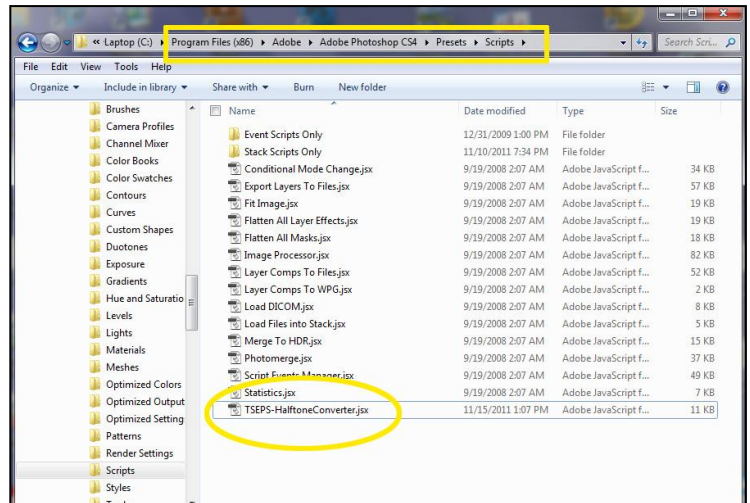 « Laptop (C:) ▸ Program Files (x86) ▸ Adobe ▸ Adobe Photoshop CS4 ▸ Presets ▸ Scripts ▸ Search Scri...
File Edit View Tools Help
Organize Include in library Share with Burn New folder
Name Date modified Type Size
Brushes
Camera Profiles
Channel Mixer
Color Books
Color Swatches
Contours
Curves
Custom Shapes
Duotones
Exposure
Gradients
Hue and Saturatio
Levels
Lights
Materials
Meshes
Optimized Colors
Optimized Output
Optimized Setting
Patterns
Render Settings
Scripts
Styles
Event Scripts Only 12/31/2009 1:00 PM File folder
Stack Scripts Only 11/10/2011 7:34 PM File folder
Conditional Mode Change.jsx 9/19/2008 2:07 AM Adobe JavaScript f... 34 KB
Export Layers To Files.jsx 9/19/2008 2:07 AM Adobe JavaScript f... 57 KB
Fit Image.jsx 9/19/2008 2:07 AM Adobe JavaScript f... 19 KB
Flatten All Layer Effects.jsx 9/19/2008 2:07 AM Adobe JavaScript f... 19 KB
Flatten All Masks.jsx 9/19/2008 2:07 AM Adobe JavaScript f... 18 KB
Image Processor.jsx 9/19/2008 2:07 AM Adobe JavaScript f... 82 KB
Layer Comps To Files.jsx 9/19/2008 2:07 AM Adobe JavaScript f... 52 KB
Layer Comps To WPG.jsx 9/19/2008 2:07 AM Adobe JavaScript f... 2 KB
Load DICOM.jsx 9/19/2008 2:07 AM Adobe JavaScript f... 8 KB
Load Files into Stack.jsx 9/19/2008 2:07 AM Adobe JavaScript f... 5 KB
Merge To HDR.jsx 9/19/2008 2:07 AM Adobe JavaScript f... 15 KB
Photomerge.jsx 9/19/2008 2:07 AM Adobe JavaScript f... 37 KB
Script Events Manager.jsx 9/19/2008 2:07 AM Adobe JavaScript f... 49 KB
Statistics.jsx 9/19/2008 2:07 AM Adobe JavaScript f... 7 KB
TSEPS-HalftoneConverter.jsx 11/15/2011 1:07 PM Adobe JavaScript f... 11 KB